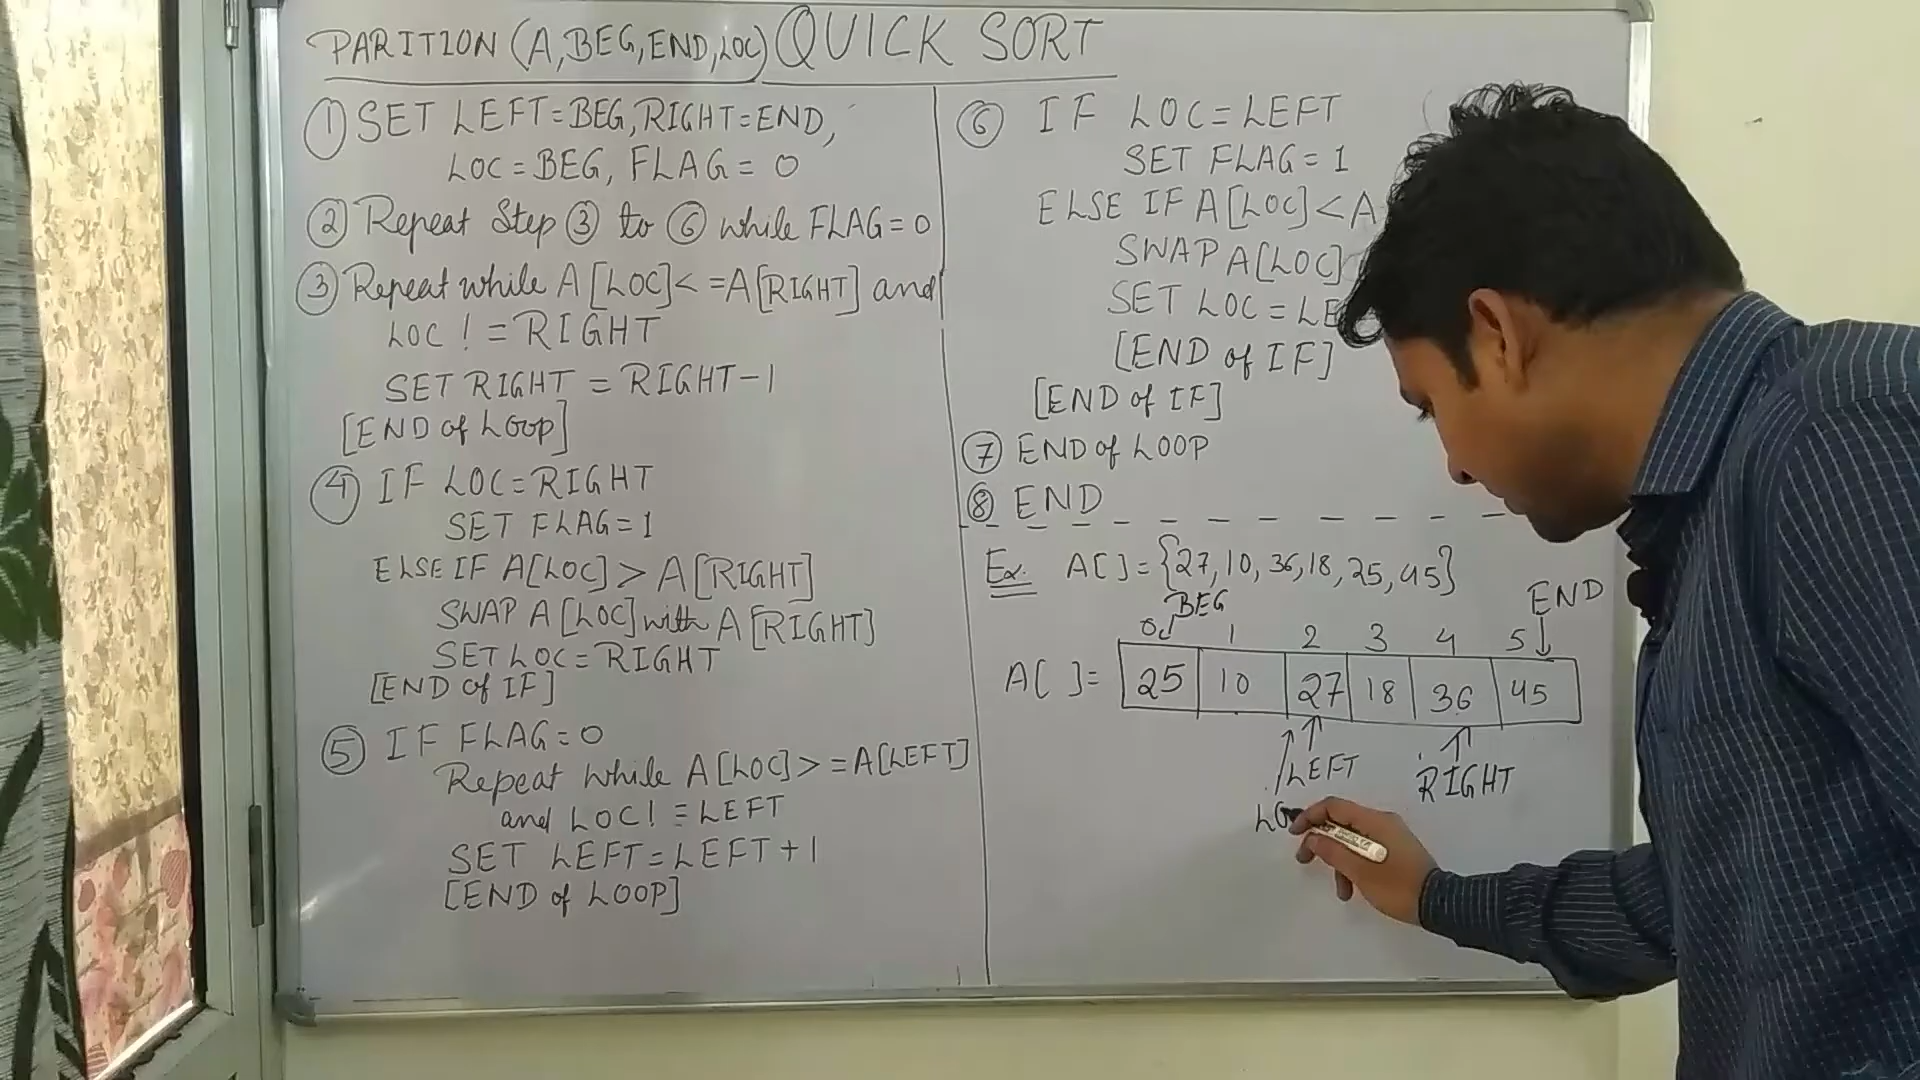 PARITION (A,BEG,END,LOC) QUICK SORT
① SET LEFT=BEG, RIGHT=END,
LOC=BEG, FLAG = 0
② Repeat Step ③ to ⑥ while FLAG=0
③ Repeat while A[LOC]<=A[RIGHT] and
LOC != RIGHT
SET RIGHT = RIGHT-1
[END of LOOP]
④ IF LOC=RIGHT
SET FLAG=1
ELSE IF A[LOC] > A[RIGHT]
SWAP A[LOC] with A[RIGHT]
SET LOC=RIGHT
[END of IF]
⑤ IF FLAG=0
Repeat while A[LOC]>=A[LEFT]
and LOC!=LEFT
SET LEFT=LEFT+1
[END of LOOP]
⑥ IF LOC=LEFT
SET FLAG=1
ELSE IF A[LOC]<A
SWAP A[LOC]
SET LOC=LE
[END of IF]
[END of IF]
⑦ END of LOOP
⑧ END
Ex. A[]={27,10,36,18,25,45}
BEG END
0 1 2 3 4 5
A[ ]= 25 10 27 18 36 45
LEFT RIGHT
LO